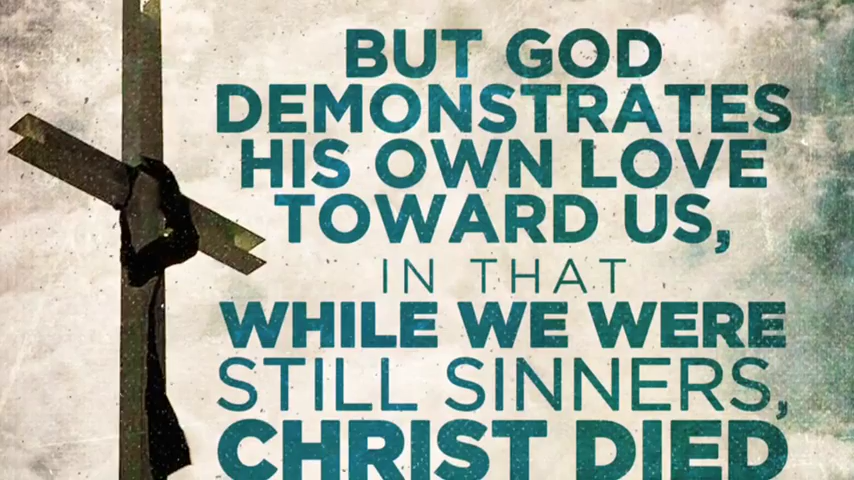 BUT GOD
DEMONSTRATES
HIS OWN LOVE
TOWARD US,
IN THAT
WHILE WE WERE
STILL SINNERS,
CHRIST DIED